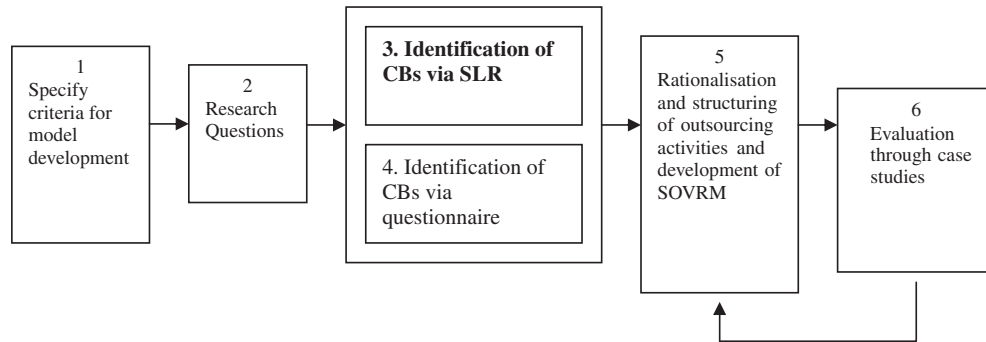 1
Specify
criteria for
model
development
2
Research
Questions
3. Identification of
CBs via SLR
4. Identification of
CBs via
questionnaire
5
Rationalisation
and structuring
of outsourcing
activities and
development of
SOVRM
6
Evaluation
through case
studies